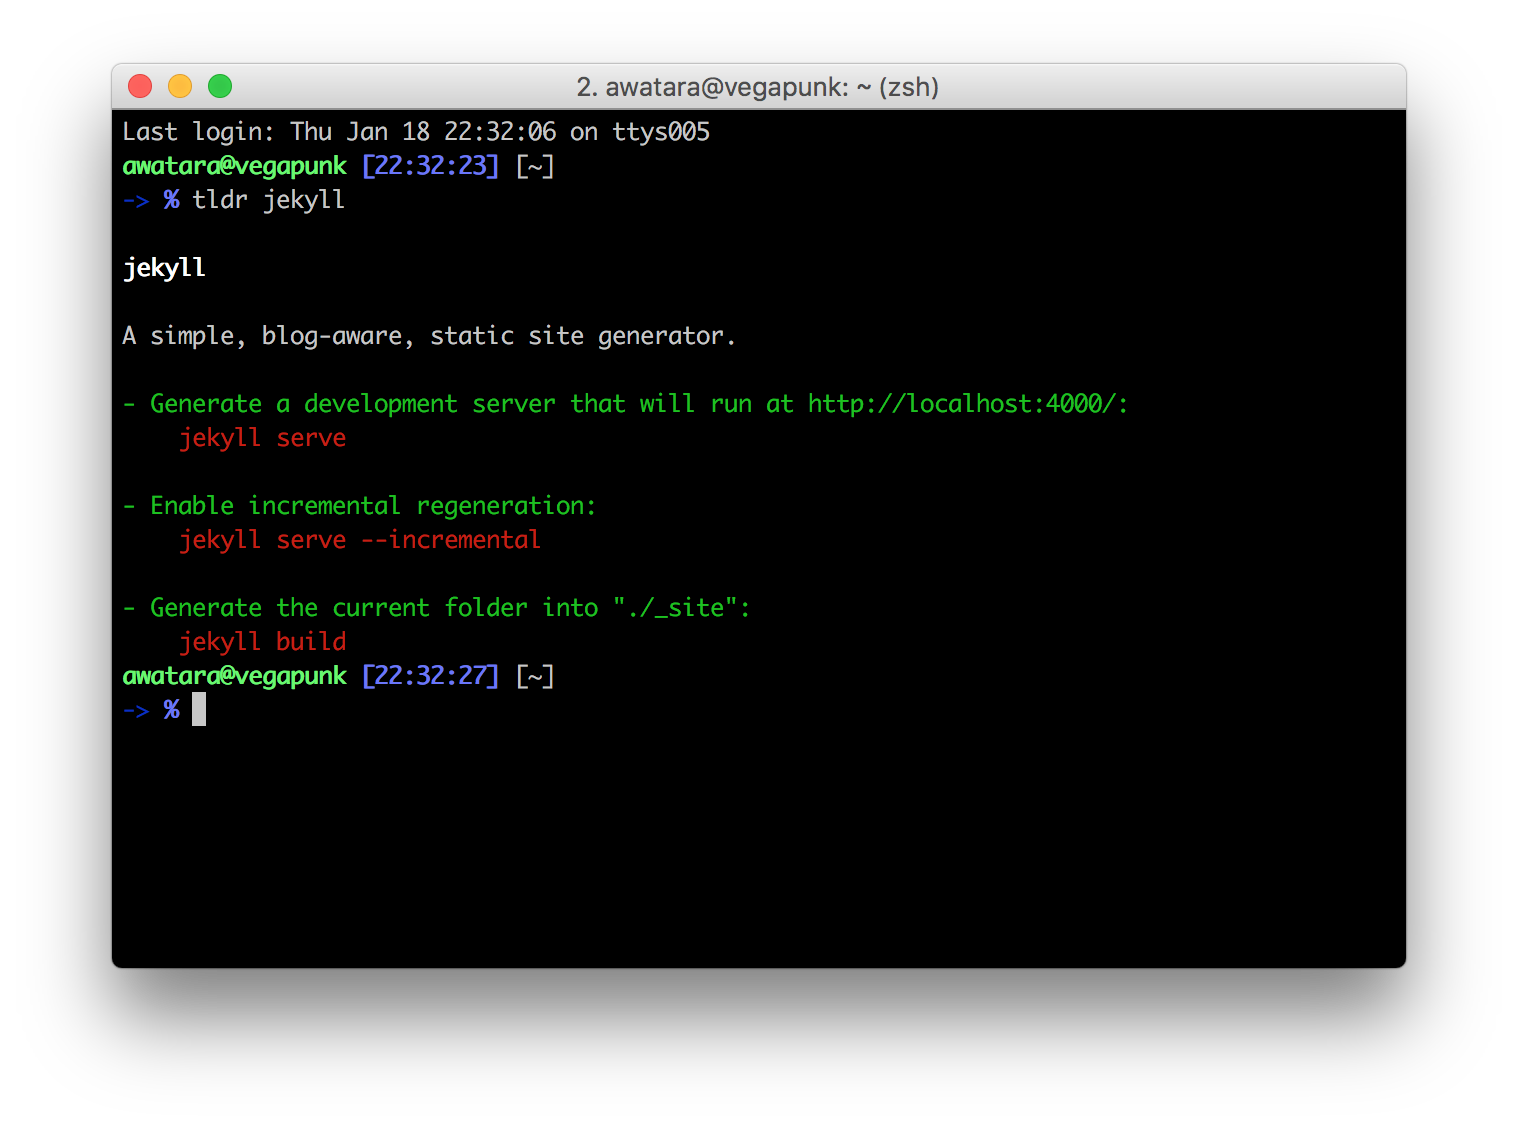 2. awatara@vegapunk: ~ (zsh)
Last login: Thu Jan 18 22:32:06 on ttys005
awatara@vegapunk [22:32:23] [~]
-> % tldr jekyll
jekyll
A simple, blog-aware, static site generator.
- Generate a development server that will run at http://localhost:4000/:
jekyll serve
- Enable incremental regeneration:
jekyll serve --incremental
- Generate the current folder into "./_site":
jekyll build
awatara@vegapunk [22:32:27] [~]
-> %